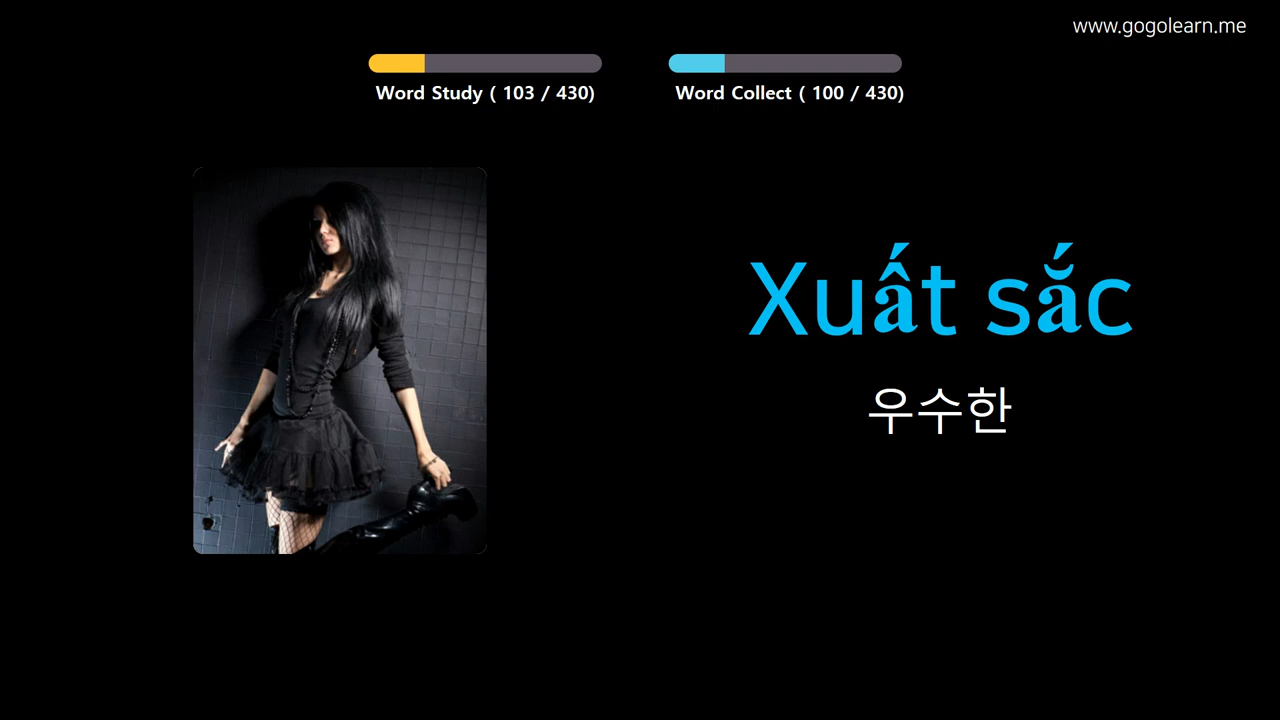 www.gogolearn.me
Word Study ( 103 / 430)
Word Collect ( 100 / 430)
Xuất sắc
우수한